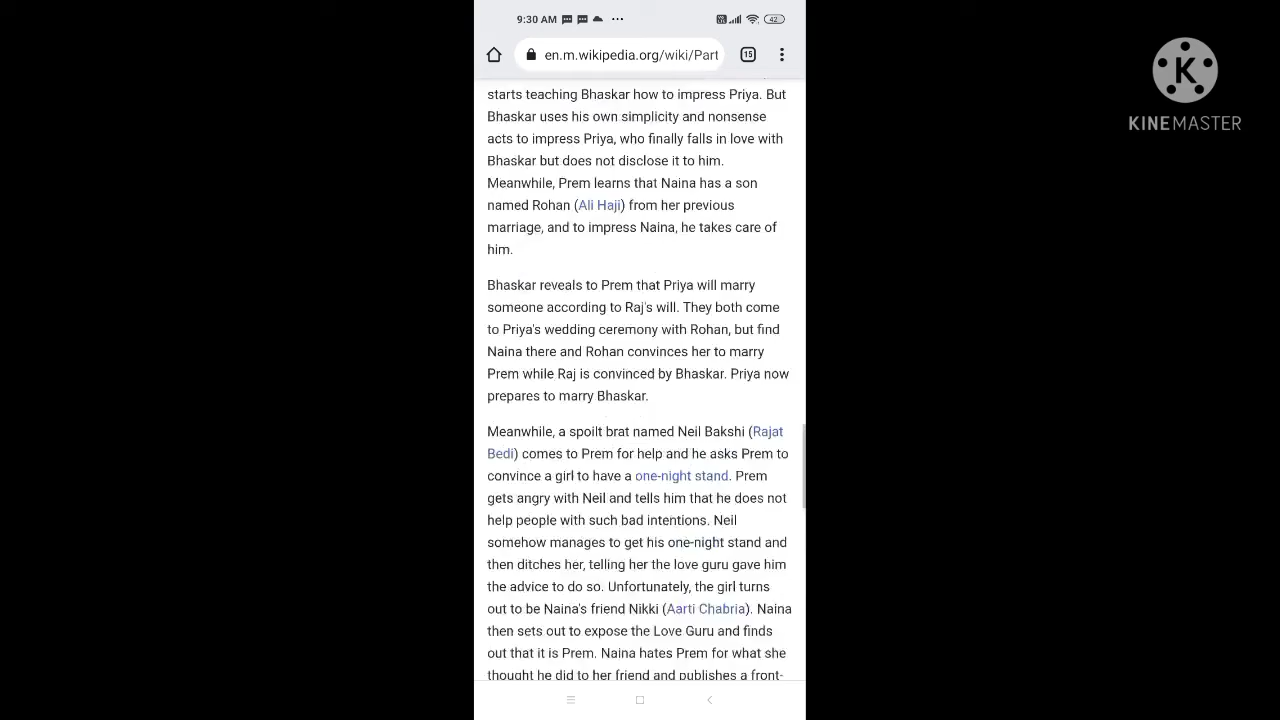 9:30 AM
42
en.m.wikipedia.org/wiki/Part
15
starts teaching Bhaskar how to impress Priya. But
Bhaskar uses his own simplicity and nonsense
acts to impress Priya, who finally falls in love with
Bhaskar but does not disclose it to him.
Meanwhile, Prem learns that Naina has a son
named Rohan (Ali Haji) from her previous
marriage, and to impress Naina, he takes care of
him.
Bhaskar reveals to Prem that Priya will marry
someone according to Raj's will. They both come
to Priya's wedding ceremony with Rohan, but find
Naina there and Rohan convinces her to marry
Prem while Raj is convinced by Bhaskar. Priya now
prepares to marry Bhaskar.
Meanwhile, a spoilt brat named Neil Bakshi (Rajat
Bedi) comes to Prem for help and he asks Prem to
convince a girl to have a one-night stand. Prem
gets angry with Neil and tells him that he does not
help people with such bad intentions. Neil
somehow manages to get his one-night stand and
then ditches her, telling her the love guru gave him
the advice to do so. Unfortunately, the girl turns
out to be Naina's friend Nikki (Aarti Chabria). Naina
then sets out to expose the Love Guru and finds
out that it is Prem. Naina hates Prem for what she
thought he did to her friend and publishes a front-
K
KINEMASTER